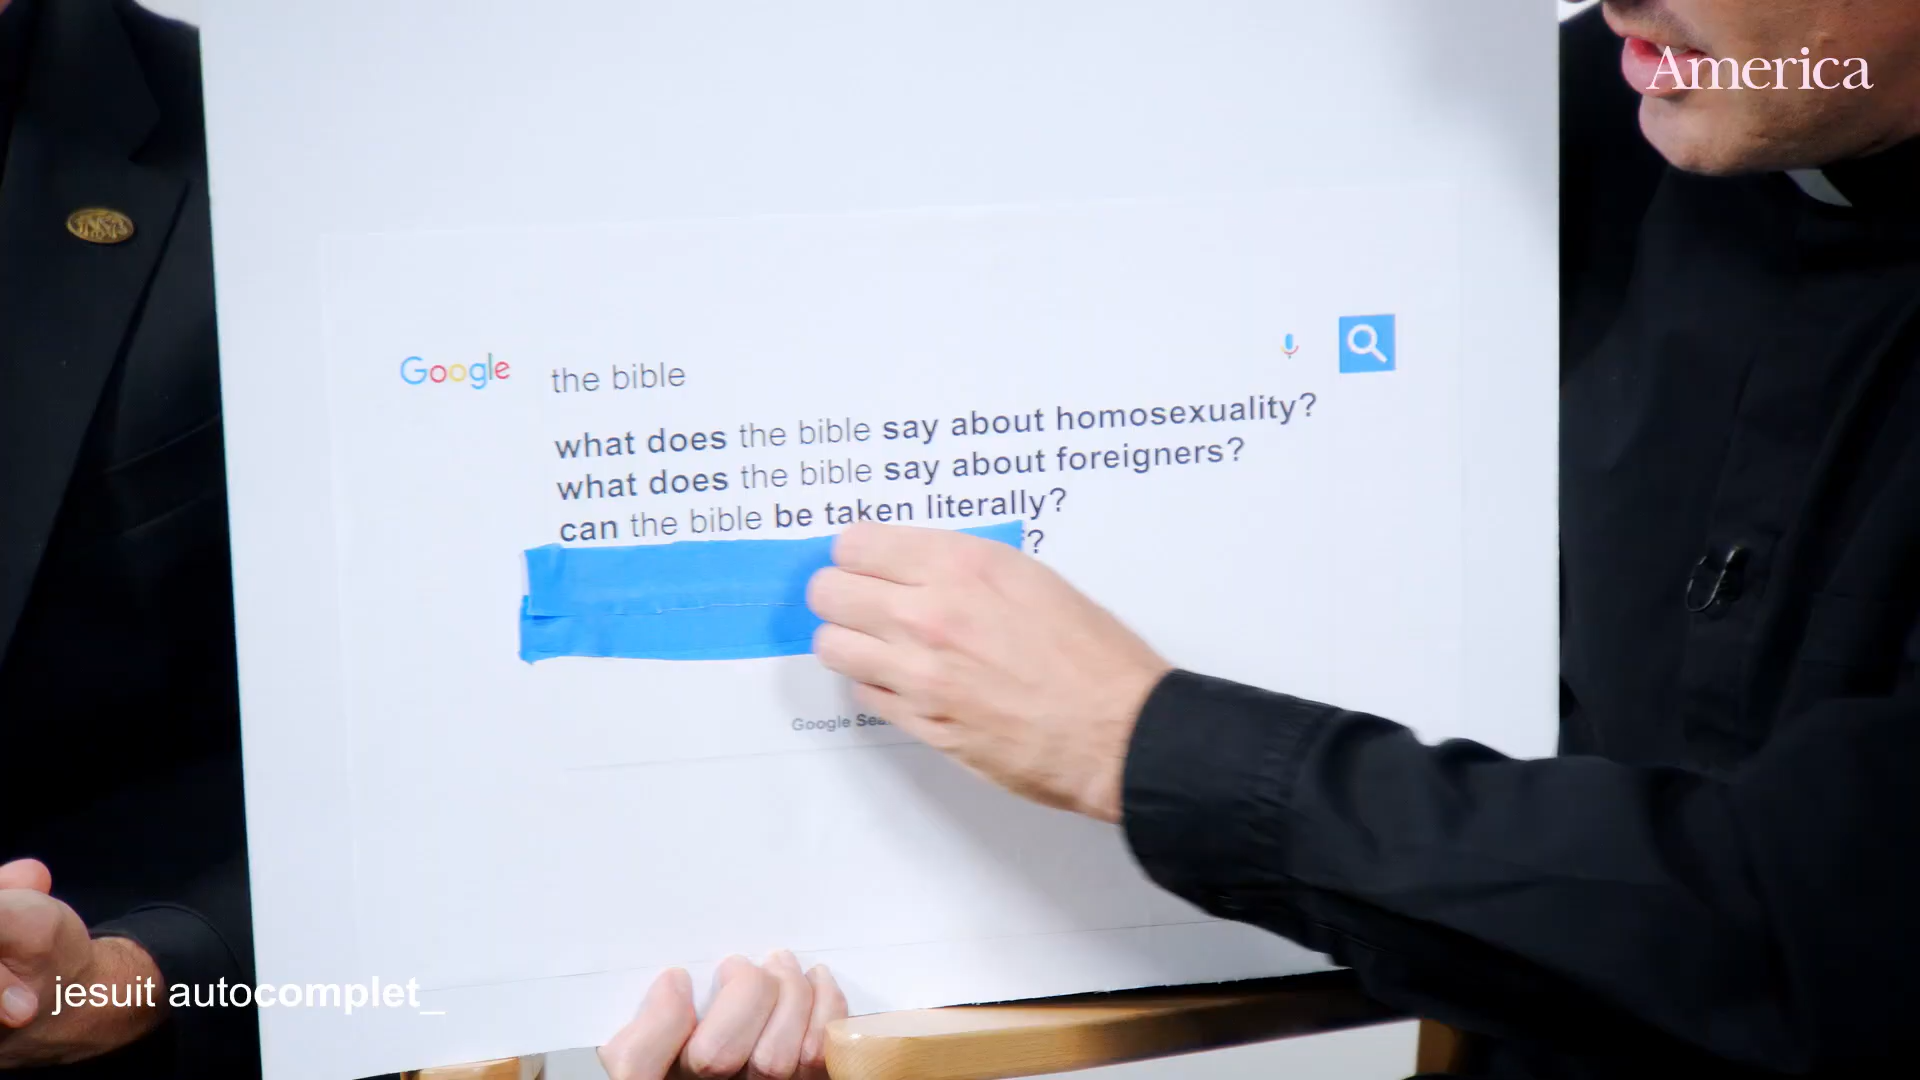 America
Google the bible
what does the bible say about homosexuality?
what does the bible say about foreigners?
can the bible be taken literally?
?
Google
jesuit autocomplet_